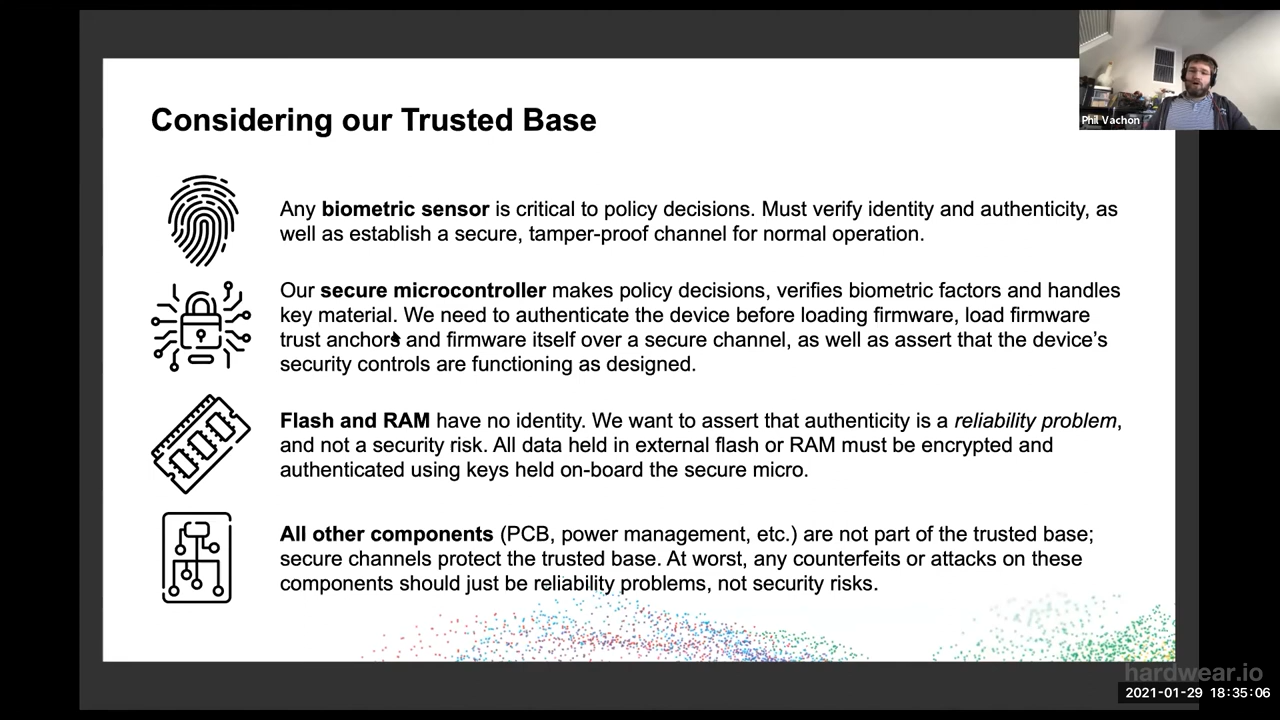 Considering our Trusted Base
Phil Vachon
Any biometric sensor is critical to policy decisions. Must verify identity and authenticity, as
well as establish a secure, tamper-proof channel for normal operation.
Our secure microcontroller makes policy decisions, verifies biometric factors and handles
key material. We need to authenticate the device before loading firmware, load firmware
trust anchors and firmware itself over a secure channel, as well as assert that the device's
security controls are functioning as designed.
Flash and RAM have no identity. We want to assert that authenticity is a reliability problem,
and not a security risk. All data held in external flash or RAM must be encrypted and
authenticated using keys held on-board the secure micro.
All other components (PCB, power management, etc.) are not part of the trusted base;
secure channels protect the trusted base. At worst, any counterfeits or attacks on these
components should just be reliability problems, not security risks.
hardwear.io
2021-01-29 18:35:06